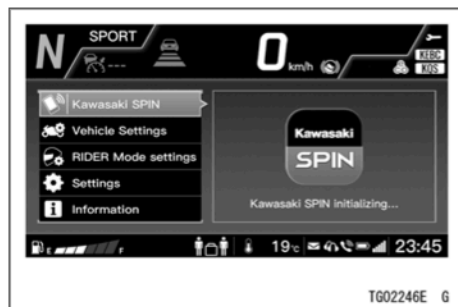 N SPORT 0 km/h
--- KEBC
KQS
Kawasaki SPIN
Vehicle Settings
RIDER Mode settings
Settings
Information
Kawasaki
SPIN
Kawasaki SPIN initializing...
E F 19°c 23:45
TG02246E G